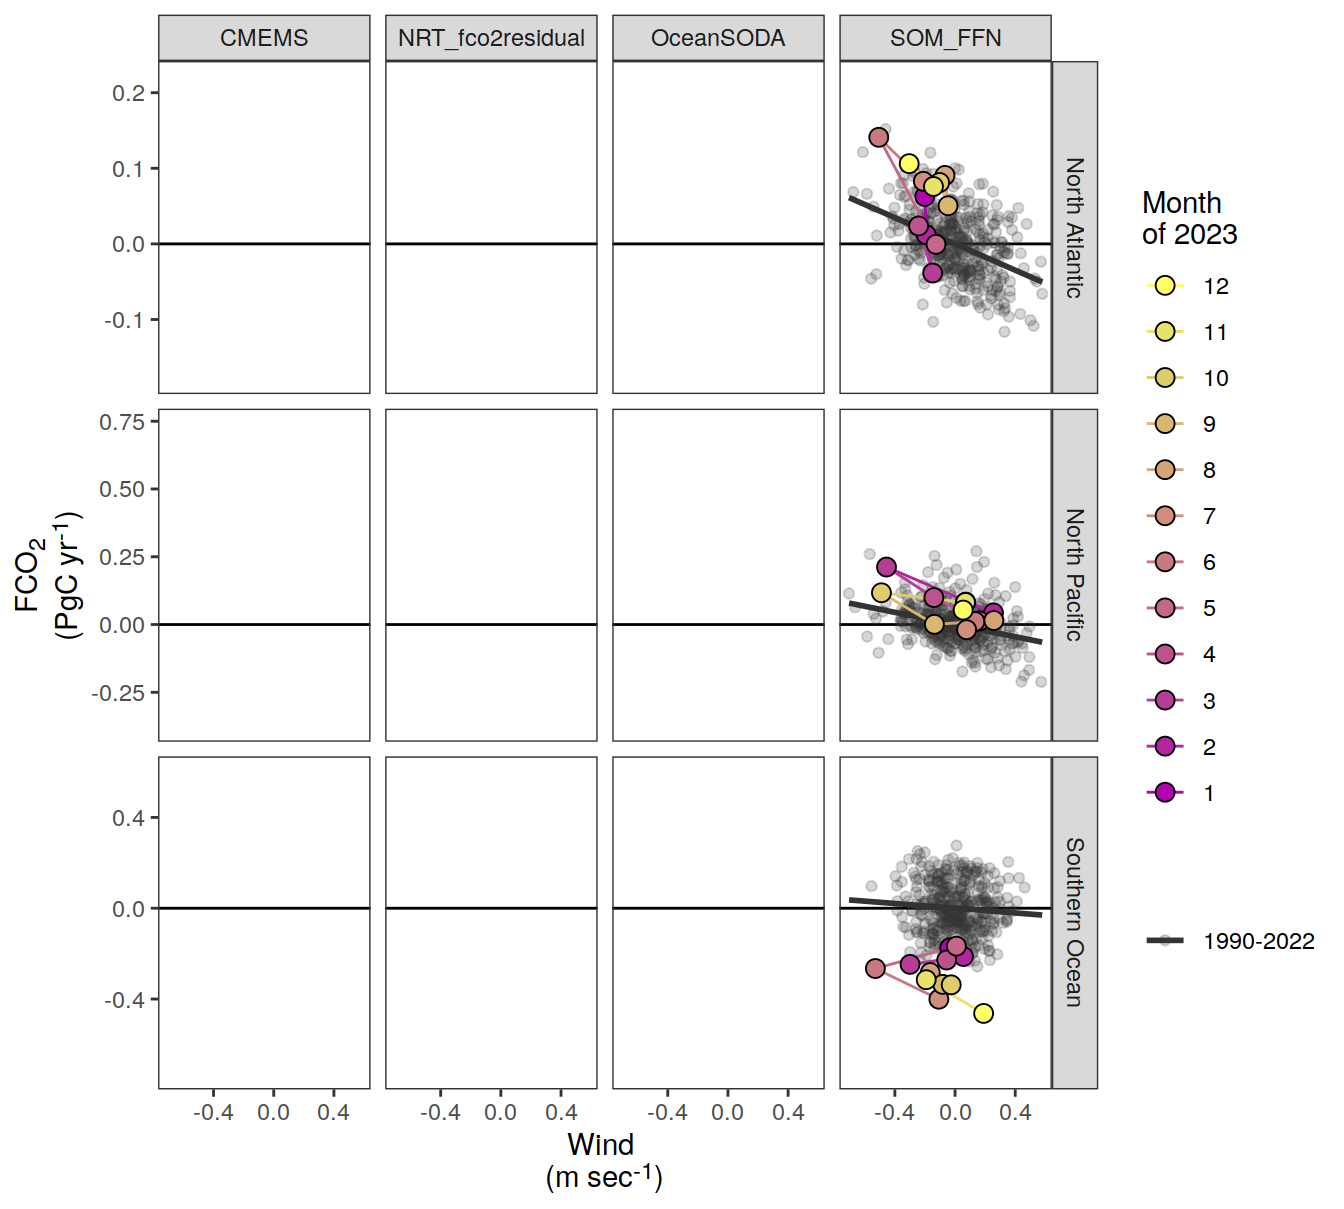 CMEMS NRT_fco2residual OceanSODA SOM_FFN
0.2
0.1
0.0
-0.1
North Atlantic
0.75
0.50
0.25
0.00
-0.25
North Pacific
0.4
0.0
-0.4
Southern Ocean
FCO₂
(PgC yr⁻¹)
-0.4 0.0 0.4 -0.4 0.0 0.4 -0.4 0.0 0.4 -0.4 0.0 0.4
Wind
(m sec⁻¹)
Month
of 2023
12
11
10
9
8
7
6
5
4
3
2
1
1990-2022